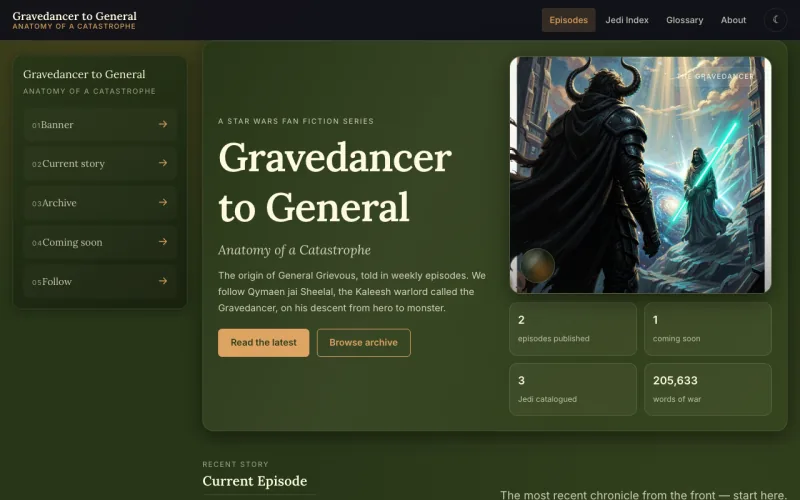 Gravedancer to General
ANATOMY OF A CATASTROPHE
Episodes
Jedi Index
Glossary
About
Gravedancer to General
ANATOMY OF A CATASTROPHE
01Banner →
02Current story →
03Archive →
04Coming soon →
05Follow →
A STAR WARS FAN FICTION SERIES
Gravedancer
to General
Anatomy of a Catastrophe
The origin of General Grievous, told in weekly episodes. We
follow Qymaen jai Sheelal, the Kaleesh warlord called the
Gravedancer, on his descent from hero to monster.
Read the latest
Browse archive
THE GRAVEDANCER
2
episodes published
1
coming soon
3
Jedi catalogued
205,633
words of war
RECENT STORY
Current Episode
The most recent chronicle from the front — start here.